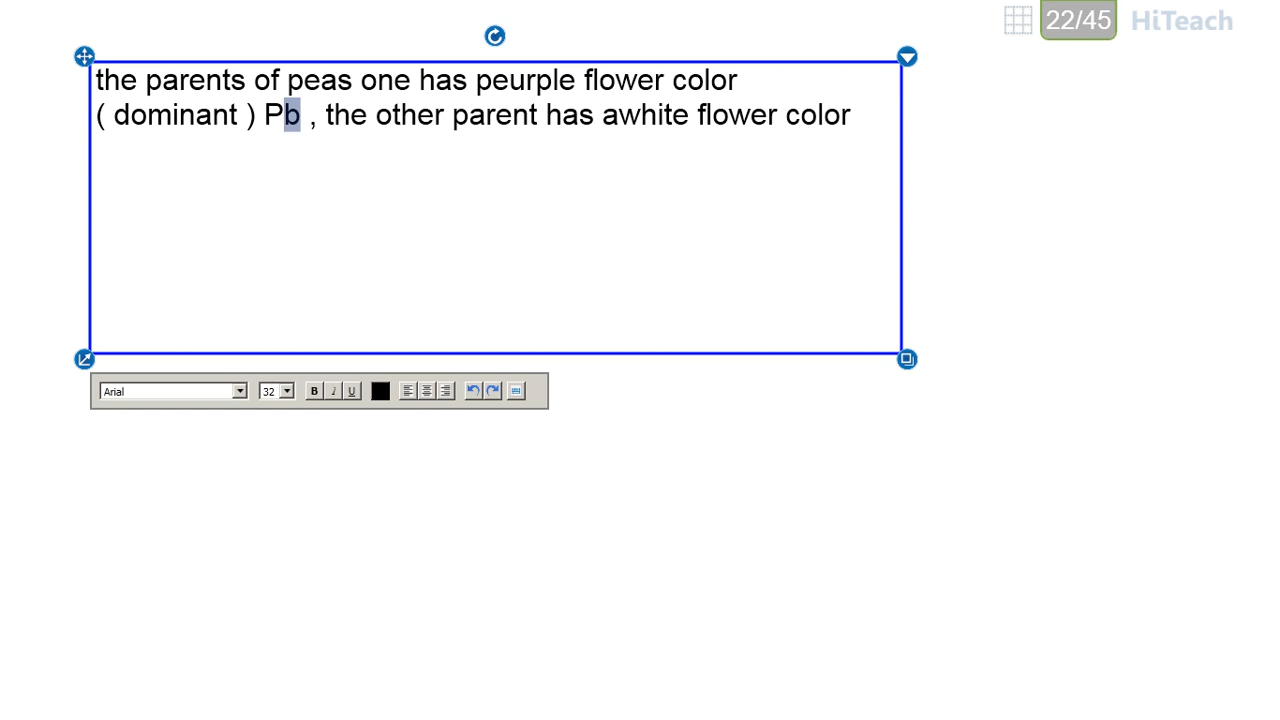 22/45 HiTeach
the parents of peas one has peurple flower color
( dominant ) Pb , the other parent has awhite flower color
Arial 32 B I U